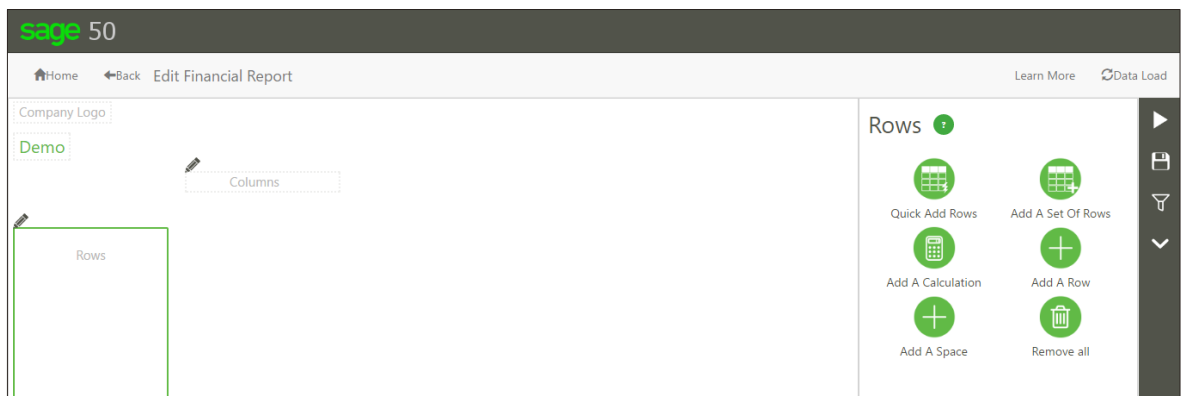 sage 50
Home Back Edit Financial Report Learn More Data Load
Company Logo
Demo
Columns
Rows
Rows ?
Quick Add Rows Add A Set Of Rows
Add A Calculation Add A Row
Add A Space Remove all